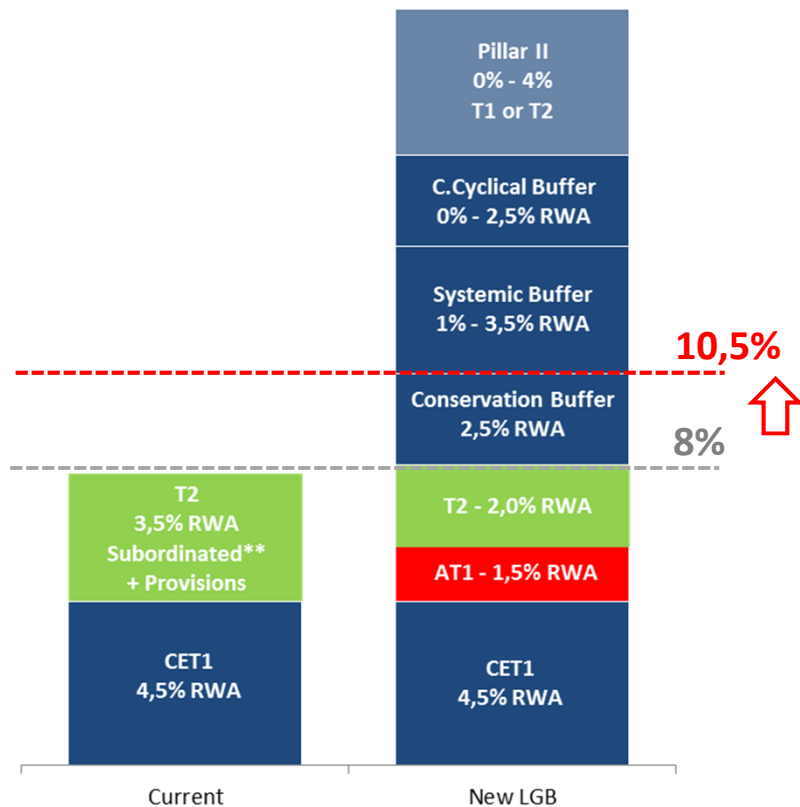 Pillar II
0% - 4%
T1 or T2
C.Cyclical Buffer
0% - 2,5% RWA
Systemic Buffer
1% - 3,5% RWA
10,5%
Conservation Buffer
2,5% RWA
8%
T2
3,5% RWA
Subordinated**
+ Provisions
T2 - 2,0% RWA
AT1 - 1,5% RWA
CET1
4,5% RWA
CET1
4,5% RWA
Current
New LGB